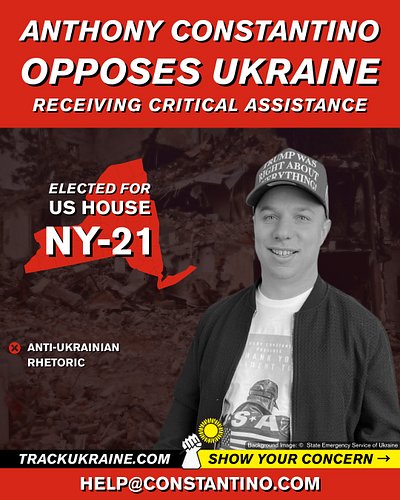 ANTHONY CONSTANTINO
OPPOSES UKRAINE
RECEIVING CRITICAL ASSISTANCE
TRUMP WAS
RIGHT ABOUT
EVERYTHING!
ELECTED FOR
US HOUSE
NY-21
ANTI-UKRAINIAN
RHETORIC
Background Image: © State Emergency Service of Ukraine
TRACKUKRAINE.COM
SHOW YOUR CONCERN →
HELP@CONSTANTINO.COM